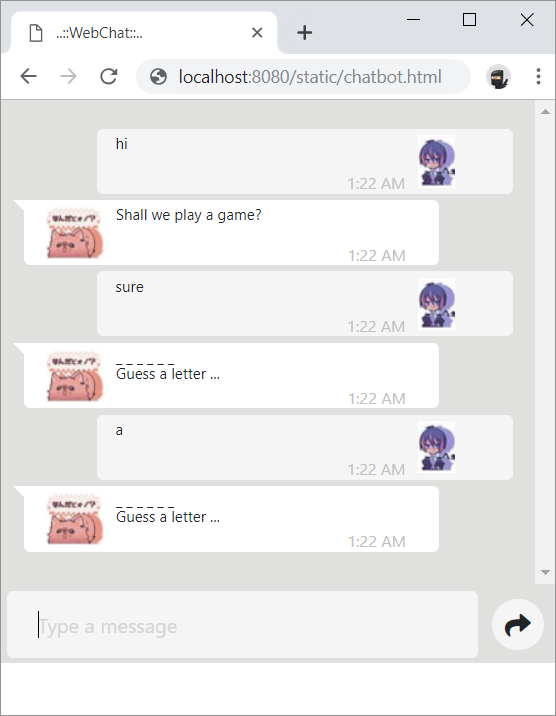 ..::WebChat::..
localhost:8080/static/chatbot.html
hi
1:22 AM
なんだとォ/?
Shall we play a game?
1:22 AM
sure
1:22 AM
なんだとォ/?
_ _ _ _ _ _
Guess a letter ...
1:22 AM
a
1:22 AM
なんだとォ/?
_ _ _ _ _ _
Guess a letter ...
1:22 AM
Type a message